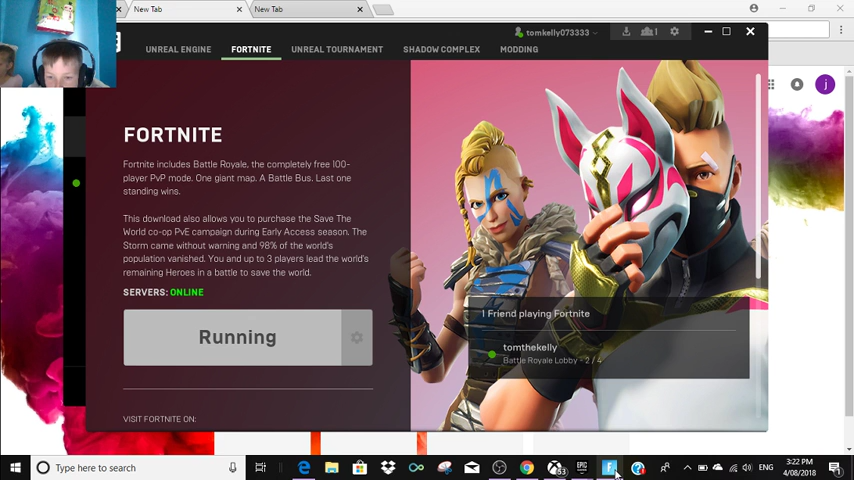 New Tab
New Tab
tomkelly073333
1
UNREAL ENGINE
FORTNITE
UNREAL TOURNAMENT
SHADOW COMPLEX
MODDING
j
FORTNITE
Fortnite includes Battle Royale, the completely free 100-
player PvP mode. One giant map. A Battle Bus. Last one
standing wins.
This download also allows you to purchase the Save The
World co-op PvE campaign during Early Access season. The
Storm came without warning and 98% of the world's
population vanished. You and up to 3 players lead the world's
remaining Heroes in a battle to save the world.
SERVERS: ONLINE
Running
1 Friend playing Fortnite
tomthekelly
Battle Royale Lobby - 2 / 4
VISIT FORTNITE ON:
Type here to search
53
EPIC
ENG
3:22 PM
4/08/2018